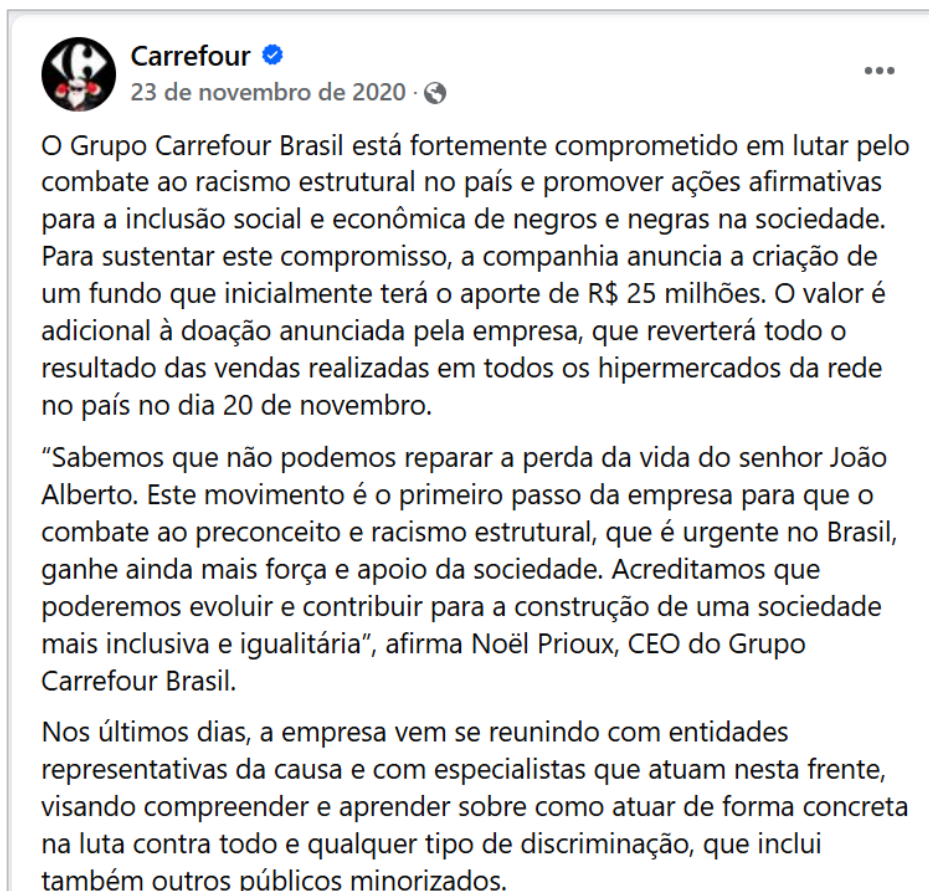 Carrefour
23 de novembro de 2020 ·
O Grupo Carrefour Brasil está fortemente comprometido em lutar pelo
combate ao racismo estrutural no país e promover ações afirmativas
para a inclusão social e econômica de negros e negras na sociedade.
Para sustentar este compromisso, a companhia anuncia a criação de
um fundo que inicialmente terá o aporte de R$ 25 milhões. O valor é
adicional à doação anunciada pela empresa, que reverterá todo o
resultado das vendas realizadas em todos os hipermercados da rede
no país no dia 20 de novembro.
“Sabemos que não podemos reparar a perda da vida do senhor João
Alberto. Este movimento é o primeiro passo da empresa para que o
combate ao preconceito e racismo estrutural, que é urgente no Brasil,
ganhe ainda mais força e apoio da sociedade. Acreditamos que
poderemos evoluir e contribuir para a construção de uma sociedade
mais inclusiva e igualitária”, afirma Noël Prioux, CEO do Grupo
Carrefour Brasil.
Nos últimos dias, a empresa vem se reunindo com entidades
representativas da causa e com especialistas que atuam nesta frente,
visando compreender e aprender sobre como atuar de forma concreta
na luta contra todo e qualquer tipo de discriminação, que inclui
também outros públicos minorizados.